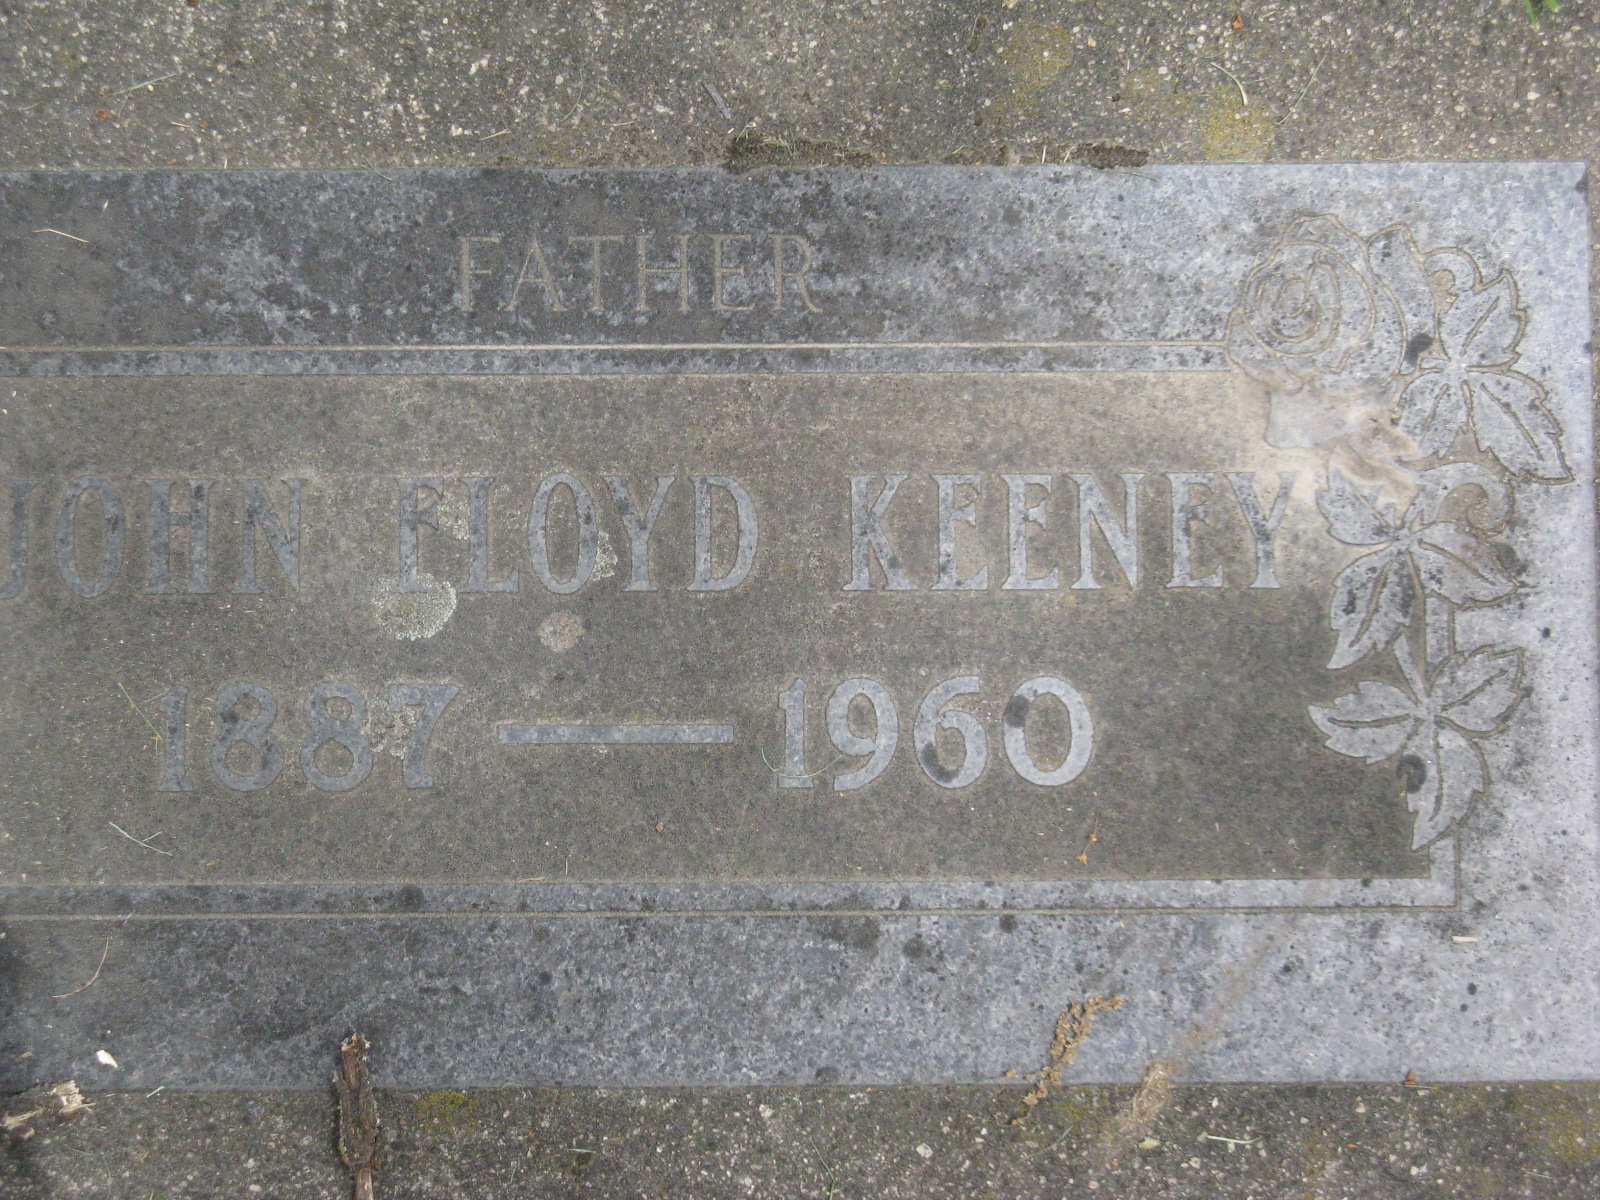 FATHER
JOHN FLOYD KEENEY
1887 — 1960